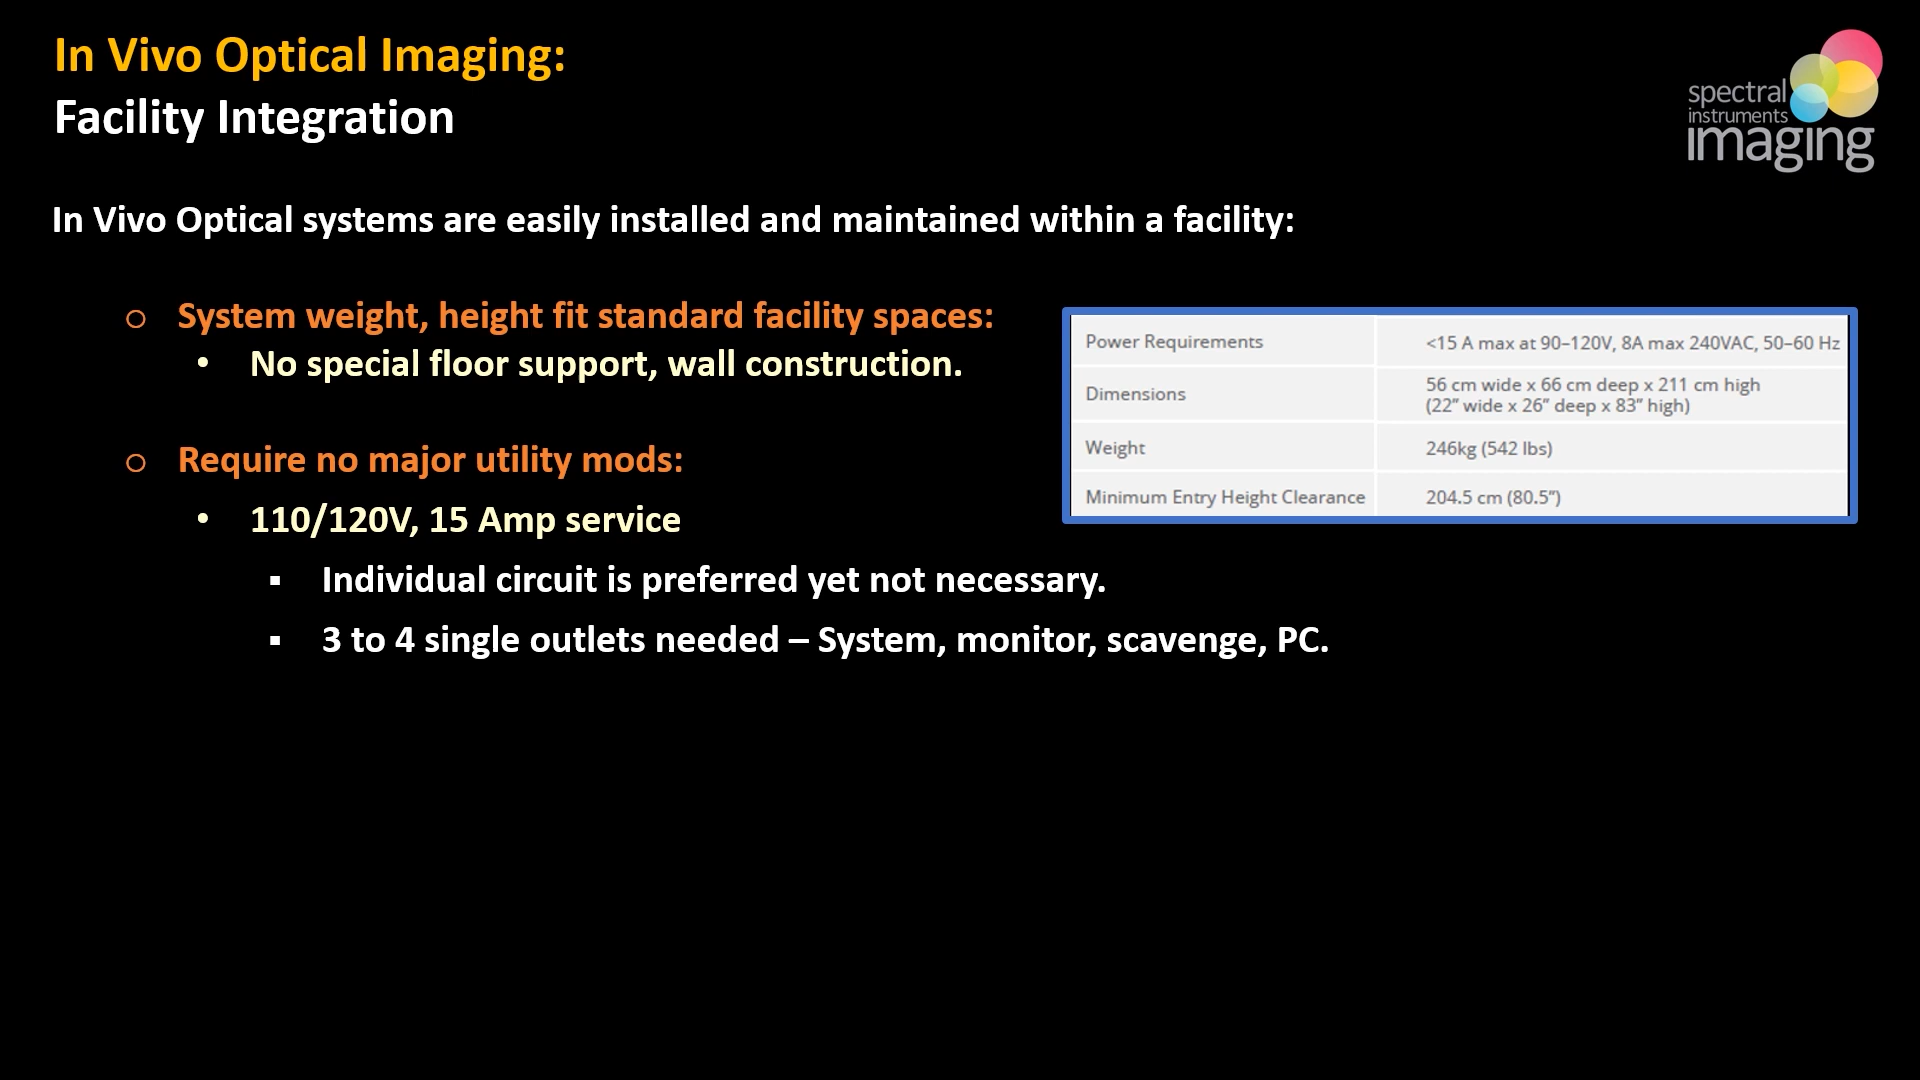 In Vivo Optical Imaging:
Facility Integration
spectral
instruments
imaging
In Vivo Optical systems are easily installed and maintained within a facility:
o System weight, height fit standard facility spaces:
• No special floor support, wall construction.
o Require no major utility mods:
• 110/120V, 15 Amp service
▪ Individual circuit is preferred yet not necessary.
▪ 3 to 4 single outlets needed – System, monitor, scavenge, PC.
Power Requirements <15 A max at 90–120V, 8A max 240VAC, 50–60 Hz
Dimensions 56 cm wide x 66 cm deep x 211 cm high
(22” wide x 26” deep x 83” high)
Weight 246kg (542 lbs)
Minimum Entry Height Clearance 204.5 cm (80.5”)